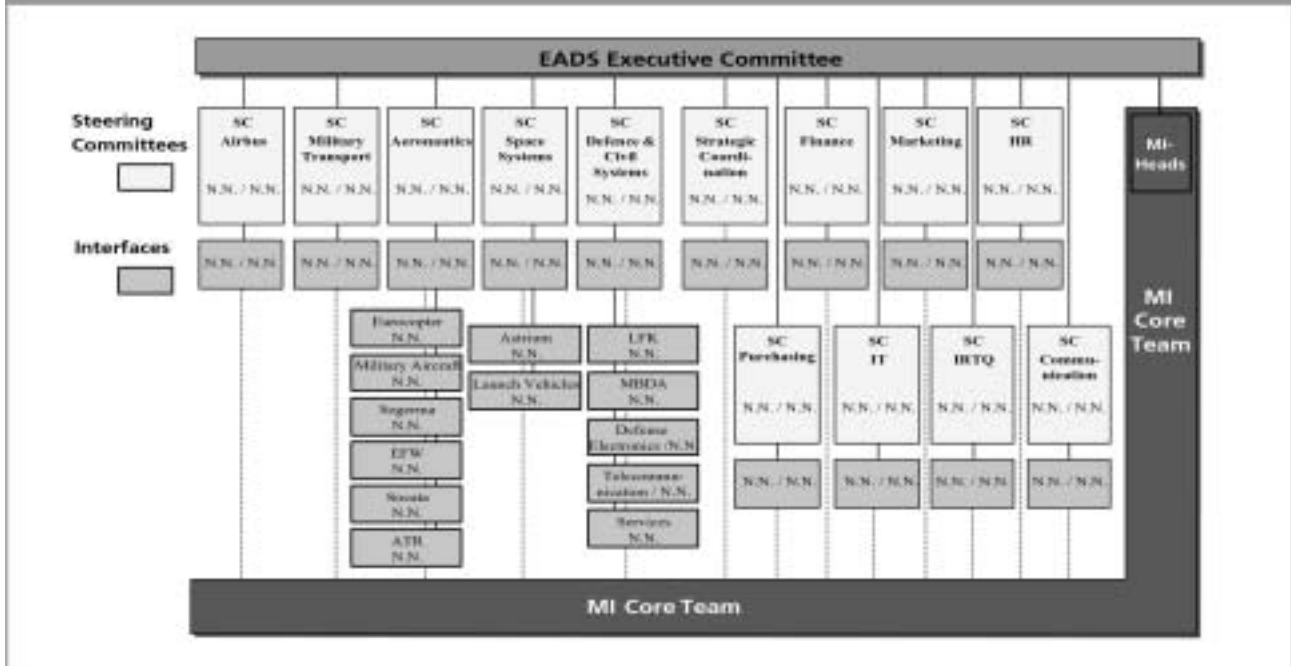 EADS Executive Committee
Steering
Committees
SC
Airbus
N.N. / N.N.
SC
Military
Transport
N.N. / N.N.
SC
Aeronautics
N.N. / N.N.
SC
Space
Systems
N.N. / N.N.
SC
Defence &
Civil
Systems
N.N. / N.N.
SC
Strategic
Coordi-
nation
N.N. / N.N.
SC
Finance
N.N. / N.N.
SC
Marketing
N.N. / N.N.
SC
HR
N.N. / N.N.
MI-
Heads
Interfaces
N.N. / N.N.
N.N. / N.N.
N.N. / N.N.
N.N. / N.N.
N.N. / N.N.
N.N. / N.N.
N.N. / N.N.
N.N. / N.N.
N.N. / N.N.
MI
Core
Team
Eurocopter
N.N.
Military Aircraft
N.N.
Sogerma
N.N.
EFW
N.N.
Socata
N.N.
ATR
N.N.
Astrium
N.N.
Launch Vehicles
N.N.
LFK
N.N.
MBDA
N.N.
Defense
Electronics /N.N.
Telecommu-
nication / N.N.
Services
N.N.
SC
Purchasing
N.N. / N.N.
SC
IT
N.N. / N.N.
SC
IRTQ
N.N. / N.N.
SC
Commu-
nication
N.N. / N.N.
N.N. / N.N.
N.N. / N.N.
N.N. / N.N.
N.N. / N.N.
MI Core Team